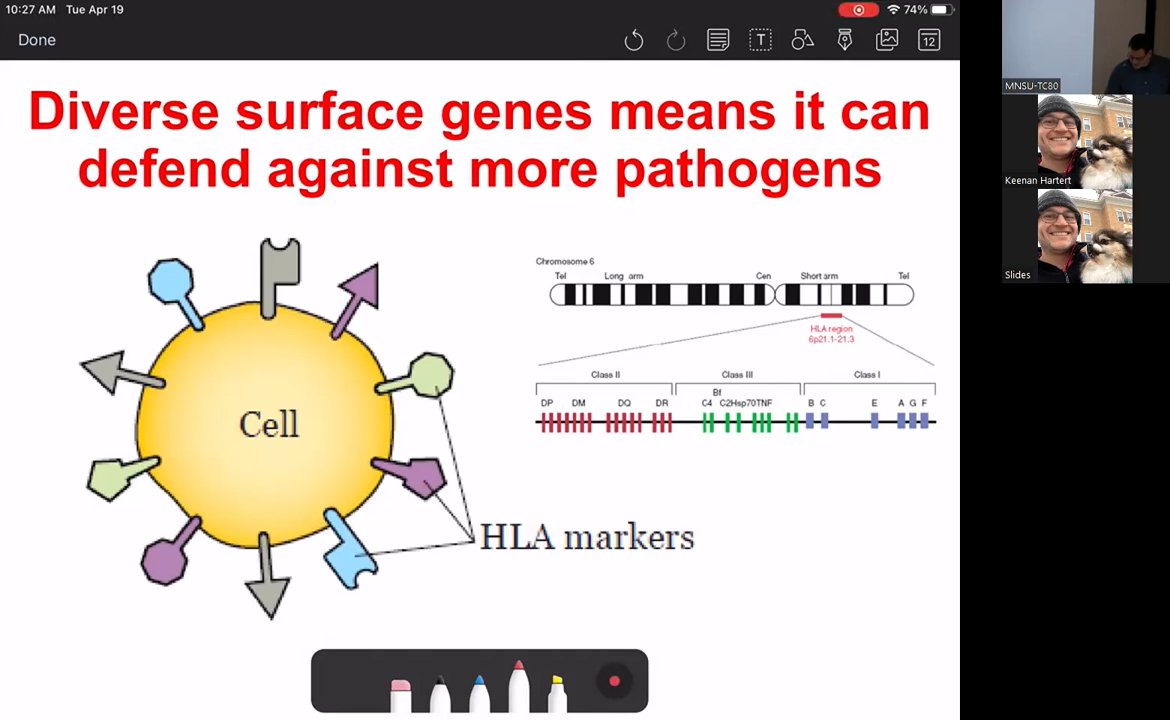 10:27 AM Tue Apr 19
74%
Done
T
12
Diverse surface genes means it can
defend against more pathogens
Chromosome 6
Tel Long arm Cen Short arm Tel
HLA region
6p21.1-21.3
Class II Class III Class I
Bf
DP DM DQ DR C4 C2Hsp70TNF B C E A G F
Cell
HLA markers
MNSU-TC80
Keenan Hartert
Slides